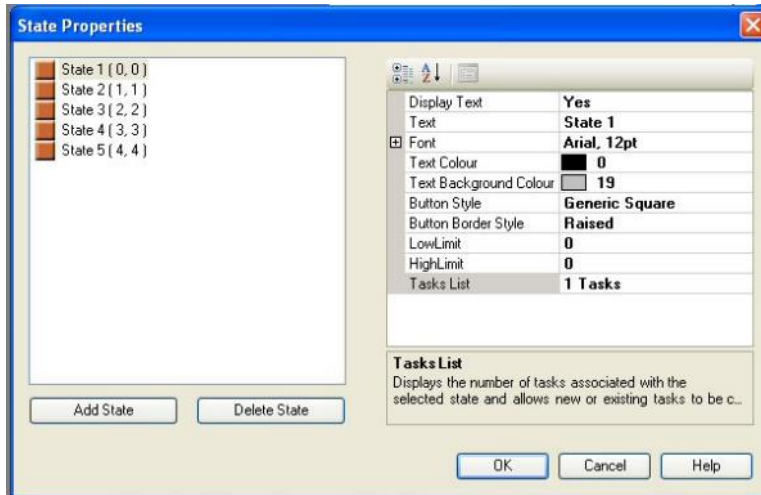 State Properties
State 1 ( 0, 0 )
State 2 ( 1, 1 )
State 3 ( 2, 2 )
State 4 ( 3, 3 )
State 5 ( 4, 4 )
Add State
Delete State
Display Text Yes
Text State 1
Font Arial, 12pt
Text Colour 0
Text Background Colour 19
Button Style Generic Square
Button Border Style Raised
LowLimit 0
HighLimit 0
Tasks List 1 Tasks
Tasks List
Displays the number of tasks associated with the
selected state and allows new or existing tasks to be c...
OK
Cancel
Help